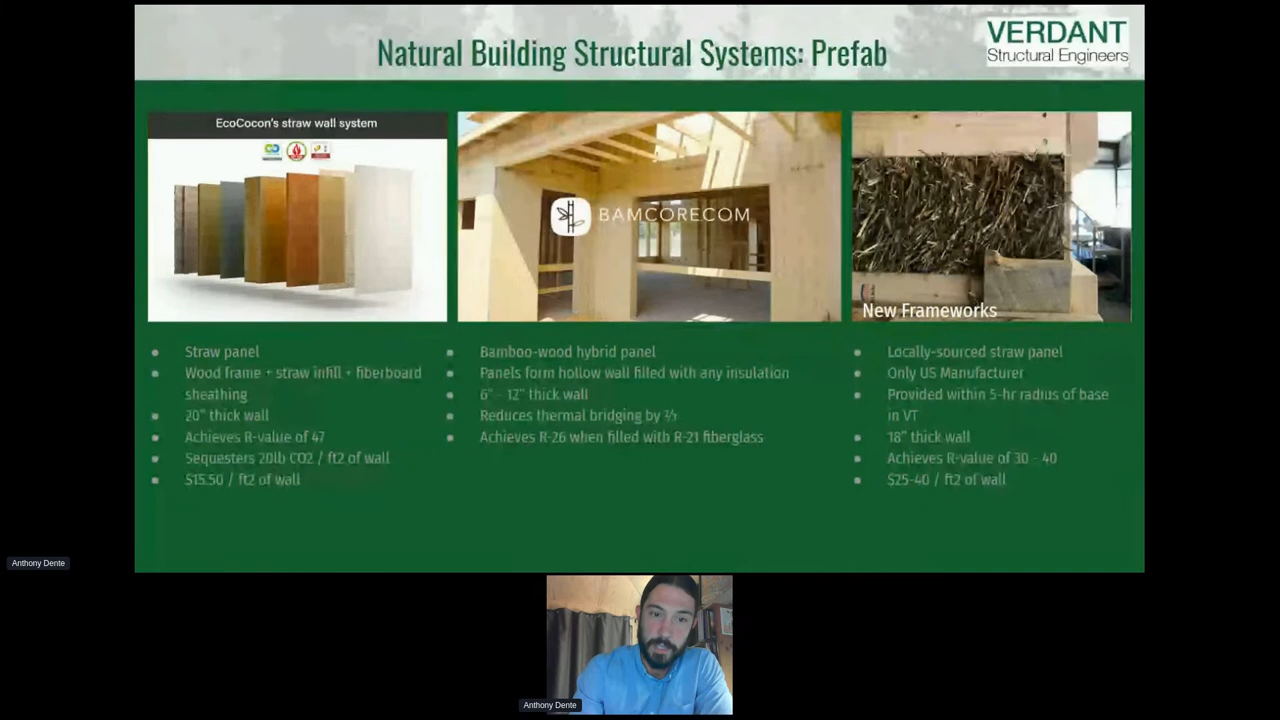 Natural Building Structural Systems: Prefab
VERDANT
Structural Engineers
EcoCocon's straw wall system
BAMCORE.COM
New Frameworks
• Straw panel
• Wood frame + straw infill + fiberboard
sheathing
• 20" thick wall
• Achieves R-value of 47
• Sequesters 20lb CO2 / ft2 of wall
• $15.50 / ft2 of wall
• Bamboo-wood hybrid panel
• Panels form hollow wall filled with any insulation
• 6" - 12" thick wall
• Reduces thermal bridging by ⅔
• Achieves R-26 when filled with R-21 fiberglass
• Locally-sourced straw panel
• Only US Manufacturer
• Provided within 5-hr radius of base
in VT
• 18" thick wall
• Achieves R-value of 30 - 40
• $25-40 / ft2 of wall
Anthony Dente
Anthony Dente